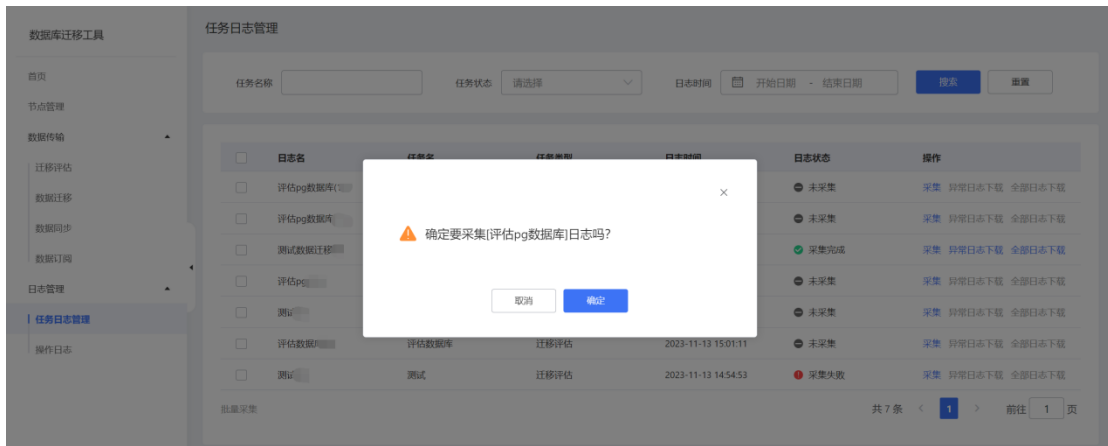 数据库迁移工具
首页
节点管理
数据传输
迁移评估
数据迁移
数据同步
数据订阅
日志管理
任务日志管理
操作日志
任务日志管理
任务名称
任务状态 请选择
日志时间 开始日期 - 结束日期
搜索 重置
日志名 任务名 任务类型 日志时间 日志状态 操作
评估pg数据库( 未采集 采集 异常日志下载 全部日志下载
评估pg数据库 未采集 采集 异常日志下载 全部日志下载
测试数据迁移 采集完成 采集 异常日志下载 全部日志下载
评估pg 未采集 采集 异常日志下载 全部日志下载
测试 未采集 采集 异常日志下载 全部日志下载
评估数据 评估数据库 迁移评估 2023-11-13 15:01:11 未采集 采集 异常日志下载 全部日志下载
测试 测试 迁移评估 2023-11-13 14:54:53 采集失败 采集 异常日志下载 全部日志下载
批量采集
共 7 条 1 前往 1 页
确定要采集[评估pg数据库]日志吗?
取消 确定